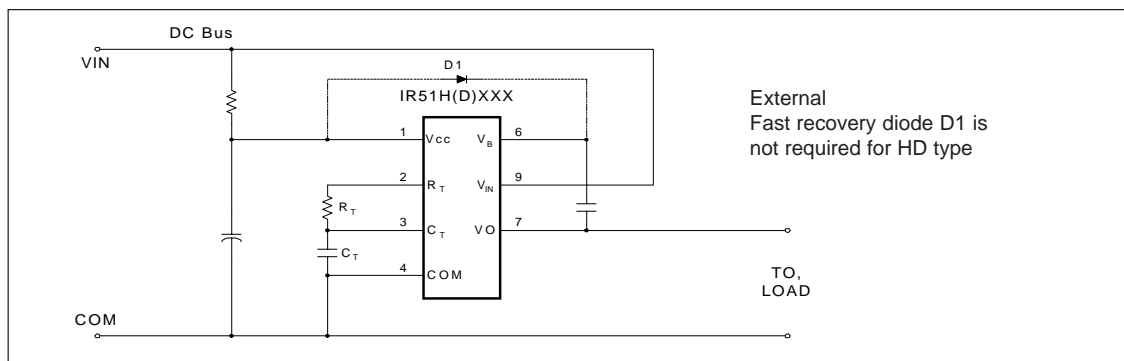 DC Bus
VIN
D1
IR51H(D)XXX
External
Fast recovery diode D1 is
not required for HD type
1 Vcc VB 6
2 RT VIN 9
RT
3 CT VO 7
CT
4 COM
TO,
LOAD
COM